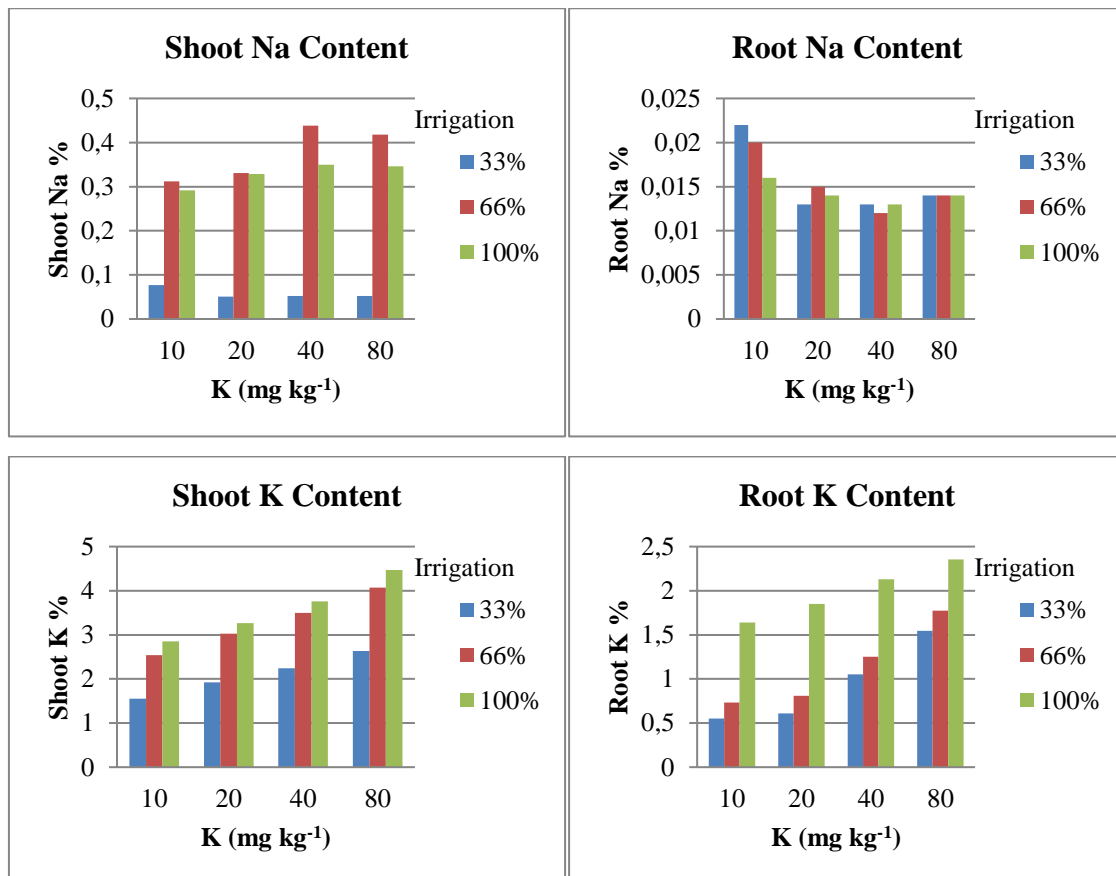 Shoot Na Content
Shoot Na %
0,5
0,4
0,3
0,2
0,1
0
10 20 40 80
K (mg kg⁻¹)
Irrigation
33%
66%
100%
Root Na Content
Root Na %
0,025
0,02
0,015
0,01
0,005
0
10 20 40 80
K (mg kg⁻¹)
Irrigation
33%
66%
100%
Shoot K Content
Shoot K %
5
4
3
2
1
0
10 20 40 80
K (mg kg⁻¹)
Irrigation
33%
66%
100%
Root K Content
Root K %
2,5
2
1,5
1
0,5
0
10 20 40 80
K (mg kg⁻¹)
Irrigation
33%
66%
100%